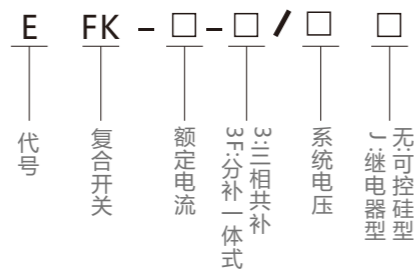 E FK - □ - □ / □ □
代号
复合开关
额定电流
3:三相共补
3F:分补一体式
系统电压
无:可控硅型
J:继电器型